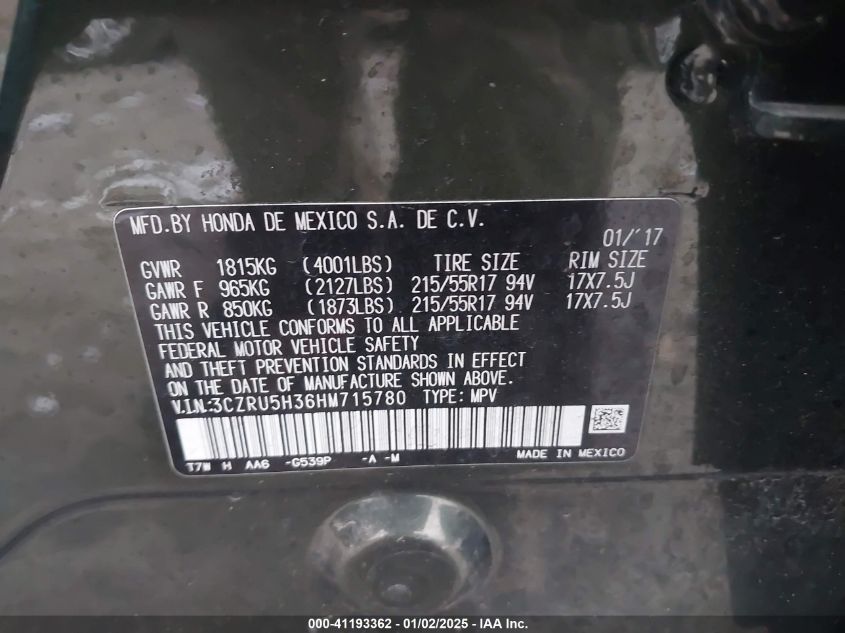 MFD.BY HONDA DE MEXICO S.A. DE C.V.
01/'17
GVWR 1815KG (4001LBS) TIRE SIZE RIM SIZE
GAWR F 965KG (2127LBS) 215/55R17 94V 17X7.5J
GAWR R 850KG (1873LBS) 215/55R17 94V 17X7.5J
THIS VEHICLE CONFORMS TO ALL APPLICABLE
FEDERAL MOTOR VEHICLE SAFETY
AND THEFT PREVENTION STANDARDS IN EFFECT
ON THE DATE OF MANUFACTURE SHOWN ABOVE.
V.I.N.:3CZRU5H36HM715780 TYPE: MPV
T7W H AA6 -G539P -A -M MADE IN MEXICO
000-41193362 - 01/02/2025 - IAA Inc.